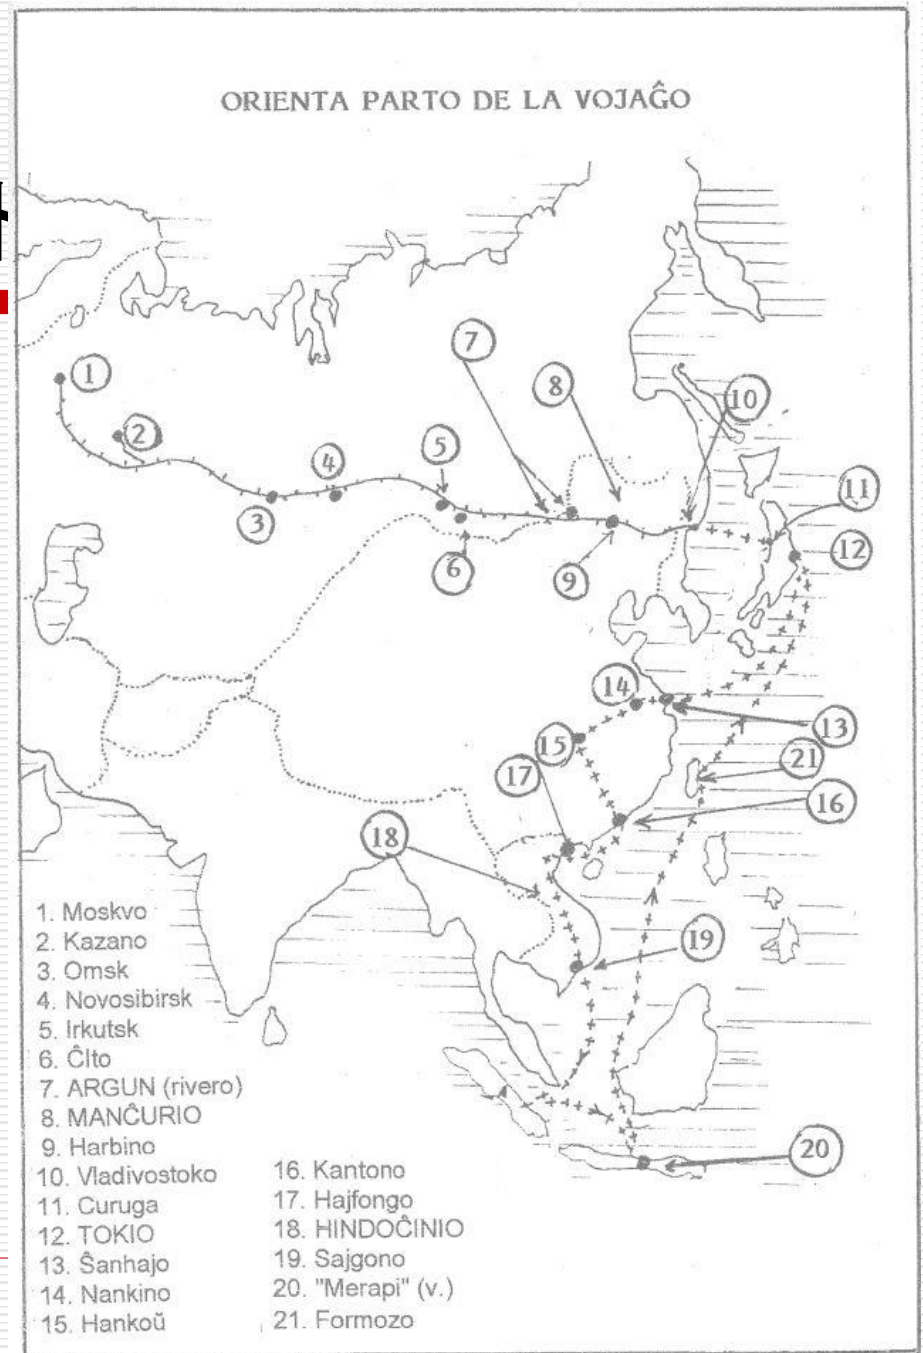 ORIENTA PARTO DE LA VOJAĜO
7
8
1
10
2
5
4
11
3
12
6
9
14
13
15
21
17
16
18
19
20
1. Moskvo
2. Kazano
3. Omsk
4. Novosibirsk
5. Irkutsk
6. Ĉlto
7. ARGUN (rivero)
8. MANĈURIO
9. Harbino
10. Vladivostoko
11. Curuga
12. TOKIO
13. Ŝanhajo
14. Nankino
15. Hankoŭ
16. Kantono
17. Hajfongo
18. HINDOĈINIO
19. Sajgono
20. "Merapi" (v.)
21. Formozo